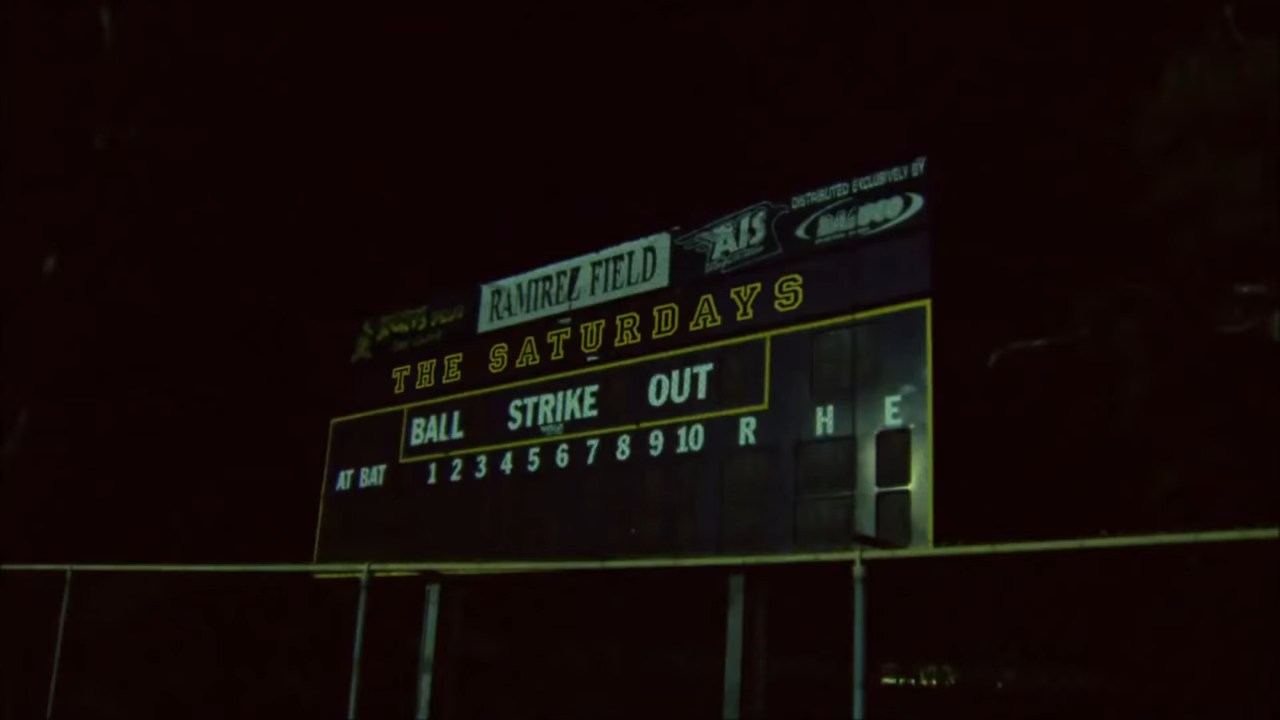 DISTRIBUTED EXCLUSIVELY BY
AIS
RAMIREZ FIELD
THE SATURDAYS
BALL STRIKE OUT
AT BAT 1 2 3 4 5 6 7 8 9 10 R H E